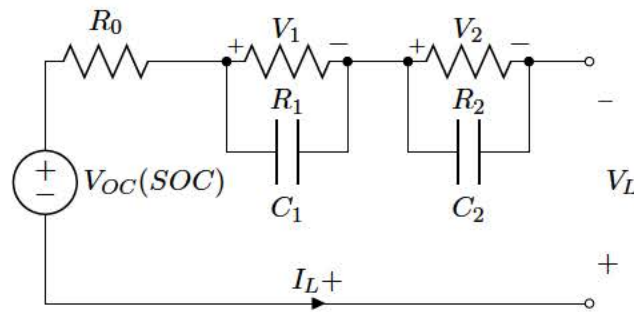 R0
+ V1 −
+ V2 −
R1
R2
−
+
−
VOC(SOC)
C1
C2
VL
IL+
+